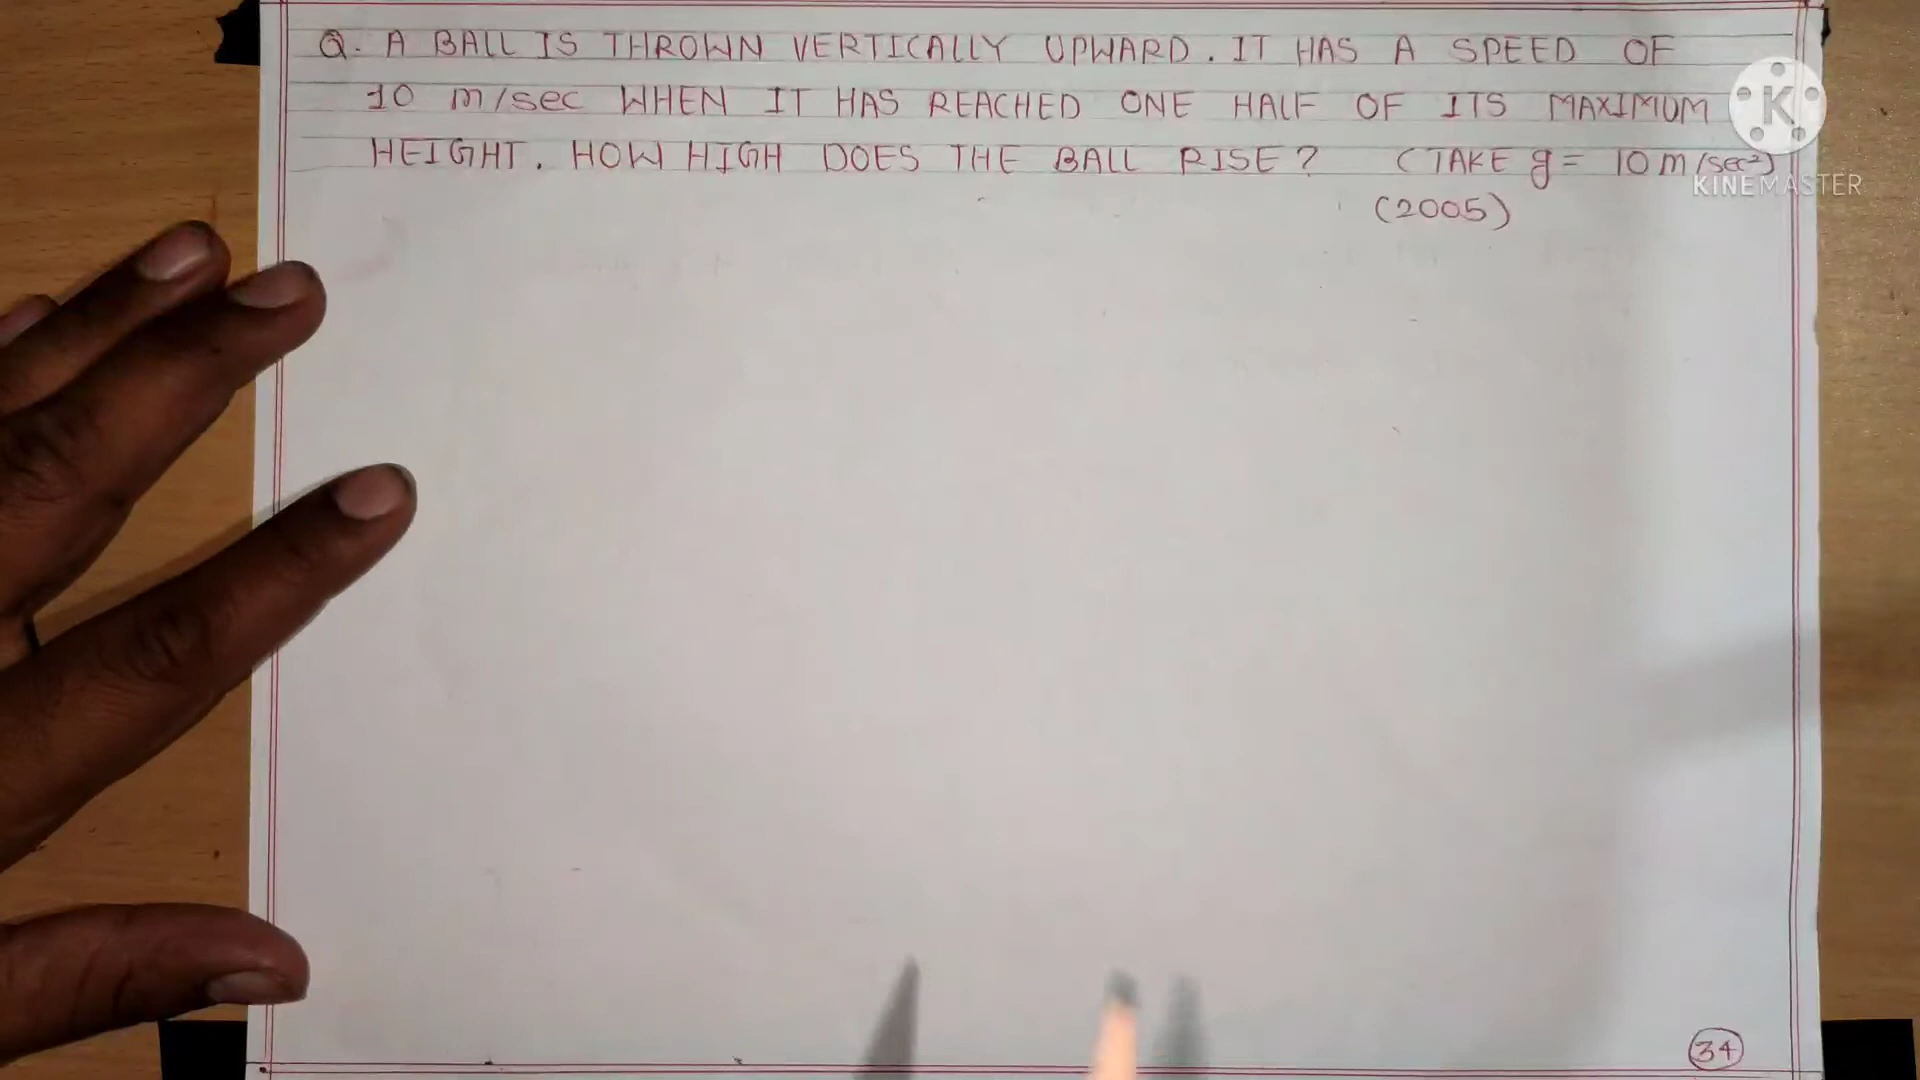 Q. A BALL IS THROWN VERTICALLY UPWARD. IT HAS A SPEED OF
10 m/sec WHEN IT HAS REACHED ONE HALF OF ITS MAXIMUM
HEIGHT. HOW HIGH DOES THE BALL RISE? (TAKE g = 10 m/sec²)
(2005)
K
KINEMASTER
34